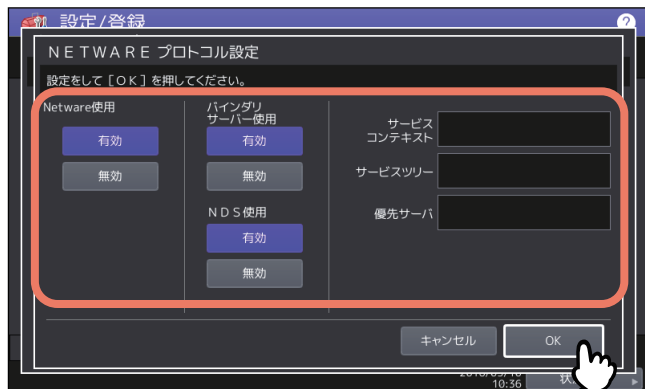 設定/登録
?
NETWARE プロトコル設定
設定をして［OK］を押してください。
Netware使用
有効
無効
バインダリ
サーバー使用
有効
無効
NDS使用
有効
無効
サービス
コンテキスト
サービスツリー
優先サーバ
キャンセル
OK
10:36